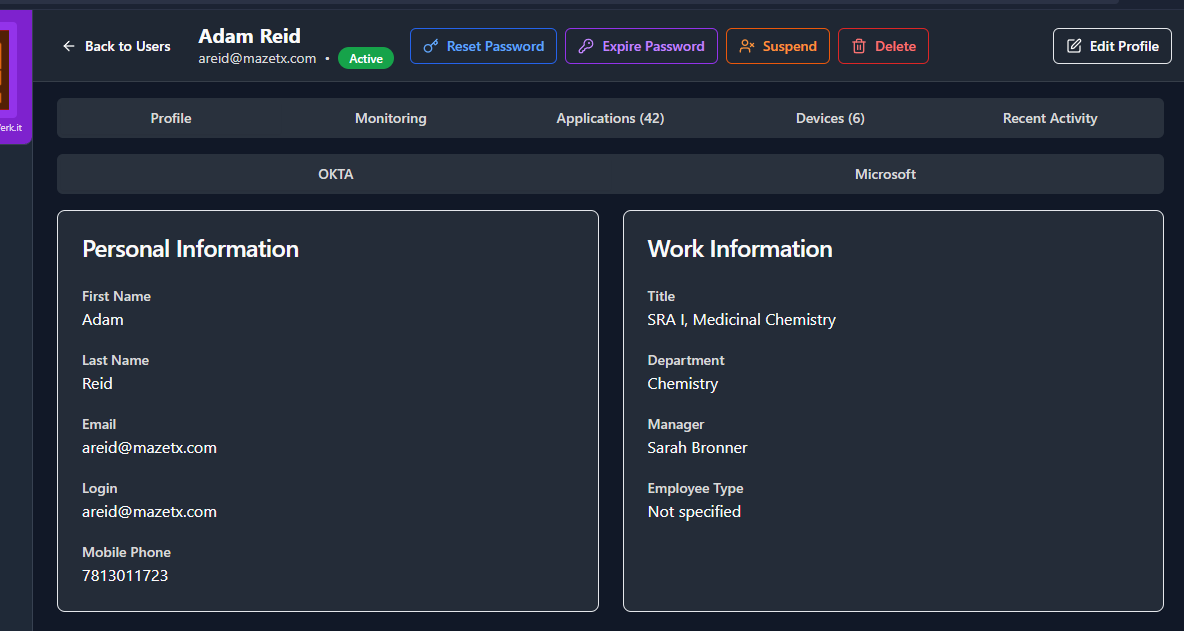 Back to Users
Adam Reid
areid@mazetx.com • Active
Reset Password
Expire Password
Suspend
Delete
Edit Profile
Profile Monitoring Applications (42) Devices (6) Recent Activity
OKTA Microsoft
Personal Information
First Name
Adam
Last Name
Reid
Email
areid@mazetx.com
Login
areid@mazetx.com
Mobile Phone
7813011723
Work Information
Title
SRA I, Medicinal Chemistry
Department
Chemistry
Manager
Sarah Bronner
Employee Type
Not specified